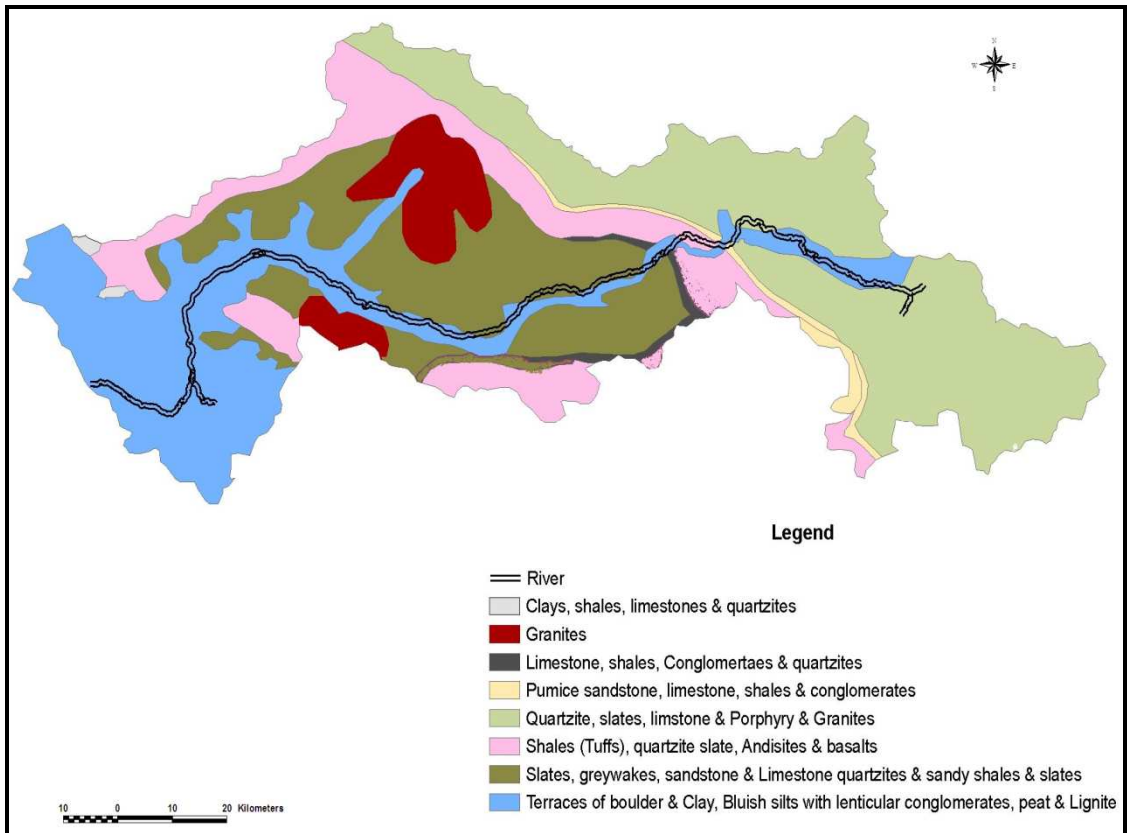 N
W E
S
Legend
River
Clays, shales, limestones & quartzites
Granites
Limestone, shales, Conglomertaes & quartzites
Pumice sandstone, limestone, shales & conglomerates
Quartzite, slates, limstone & Porphyry & Granites
Shales (Tuffs), quartzite slate, Andisites & basalts
Slates, greywakes, sandstone & Limestone quartzites & sandy shales & slates
Terraces of boulder & Clay, Bluish silts with lenticular conglomerates, peat & Lignite
10 0 10 20 Kilometers